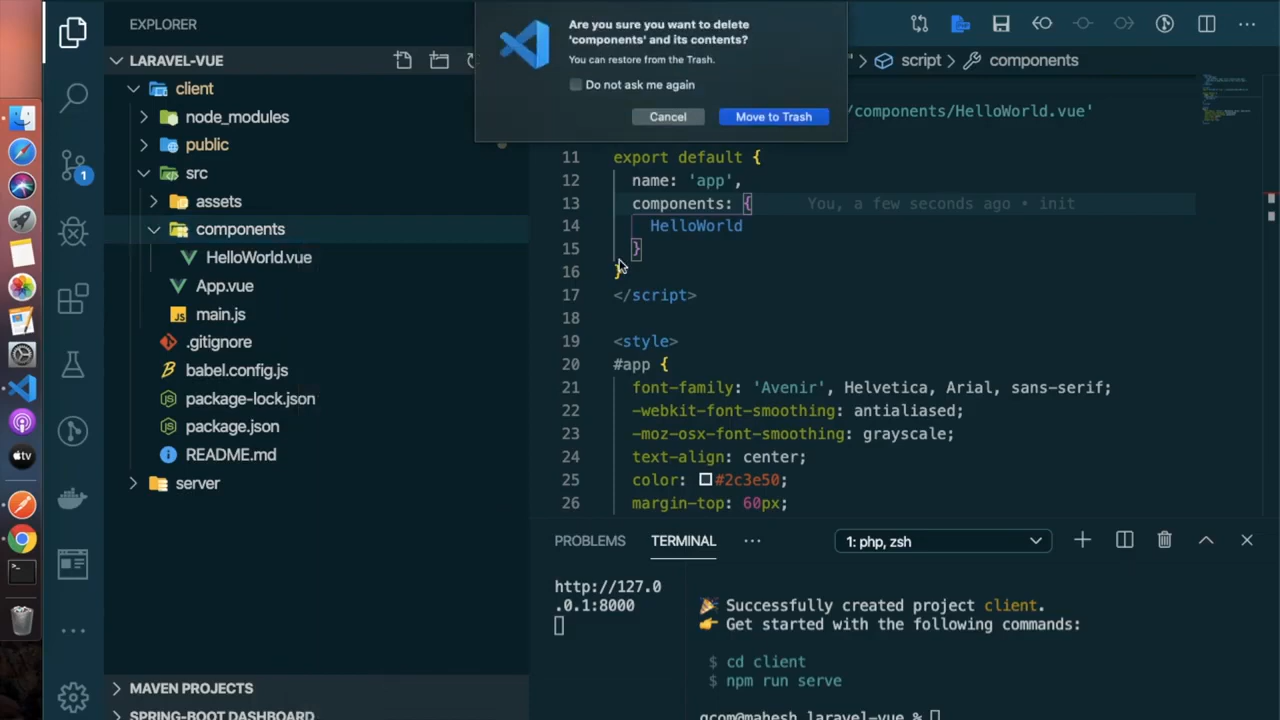 EXPLORER
LARAVEL-VUE
client
node_modules
public
src
assets
components
HelloWorld.vue
App.vue
main.js
.gitignore
babel.config.js
package-lock.json
package.json
README.md
server
MAVEN PROJECTS
SPRING-BOOT DASHBOARD
1
tv
Are you sure you want to delete
'components' and its contents?
You can restore from the Trash.
Do not ask me again
Cancel
Move to Trash
" > script > components
/components/HelloWorld.vue'
11 export default {
12 name: 'app',
13 components: { You, a few seconds ago • init
14 HelloWorld
15 }
16 }
17 </script>
18
19 <style>
20 #app {
21 font-family: 'Avenir', Helvetica, Arial, sans-serif;
22 -webkit-font-smoothing: antialiased;
23 -moz-osx-font-smoothing: grayscale;
24 text-align: center;
25 color: #2c3e50;
26 margin-top: 60px;
PROBLEMS TERMINAL ··· 1: php, zsh
http://127.0
.0.1:8000
Successfully created project client.
Get started with the following commands:
$ cd client
$ npm run serve
gcom@mahesh laravel-vue %